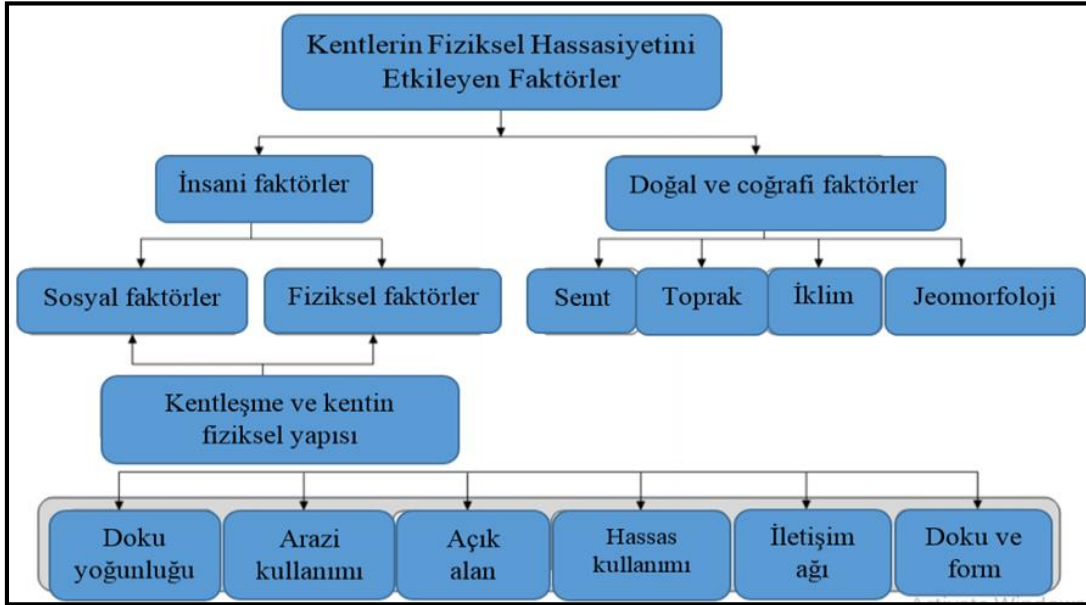 Kentlerin Fiziksel Hassasiyetini
Etkileyen Faktörler
İnsani faktörler
Doğal ve coğrafi faktörler
Sosyal faktörler
Fiziksel faktörler
Semt
Toprak
İklim
Jeomorfoloji
Kentleşme ve kentin
fiziksel yapısı
Doku
yoğunluğu
Arazi
kullanımı
Açık
alan
Hassas
kullanımı
İletişim
ağı
Doku ve
form